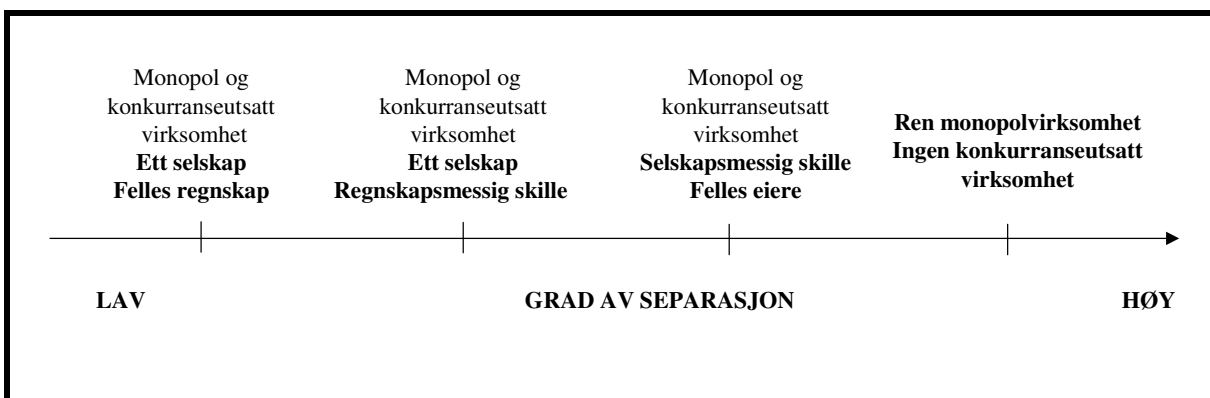 Monopol og
konkurranseutsatt
virksomhet
Ett selskap
Felles regnskap
Monopol og
konkurranseutsatt
virksomhet
Ett selskap
Regnskapsmessig skille
Monopol og
konkurranseutsatt
virksomhet
Selskapsmessig skille
Felles eiere
Ren monopolvirksomhet
Ingen konkurranseutsatt
virksomhet
LAV
GRAD AV SEPARASJON
HØY